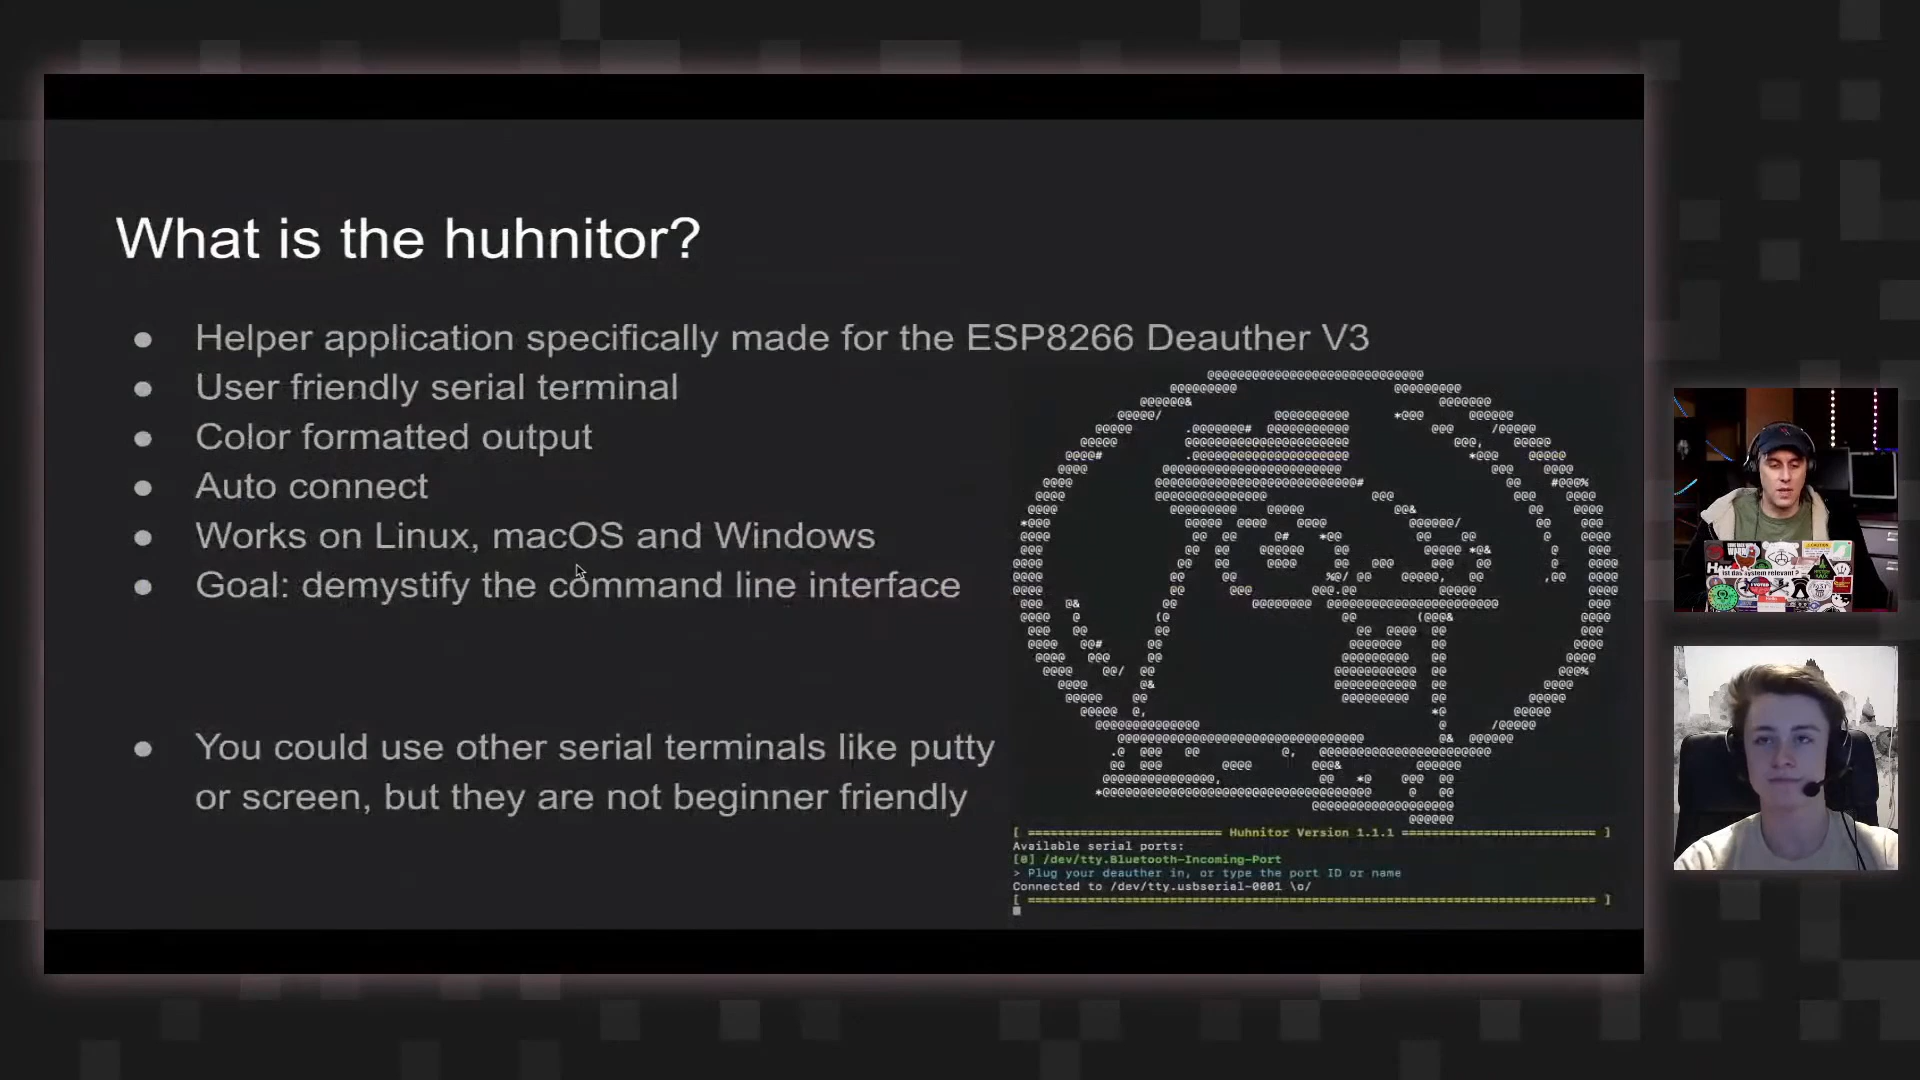 What is the huhnitor?
Helper application specifically made for the ESP8266 Deauther V3
User friendly serial terminal
Color formatted output
Auto connect
Works on Linux, macOS and Windows
Goal: demystify the command line interface
You could use other serial terminals like putty
or screen, but they are not beginner friendly
[ ========================== Huhnitor Version 1.1.1 ========================== ]
Available serial ports:
[0] /dev/tty.Bluetooth-Incoming-Port
> Plug your deauther in, or type the port ID or name
Connected to /dev/tty.usbserial-0001 \o/
[ ============================================================================ ]
ist das system relevant ?